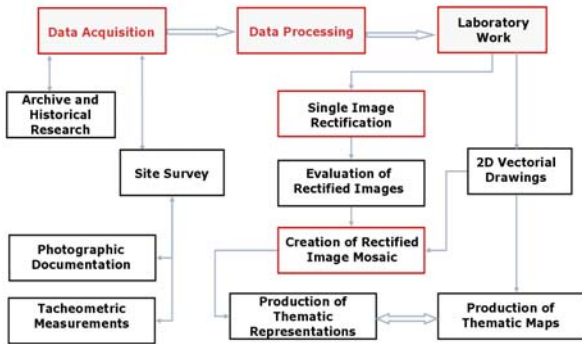 Data Acquisition
Data Processing
Laboratory
Work
Archive and
Historical
Research
Single Image
Rectification
Site Survey
Evaluation of
Rectified Images
2D Vectorial
Drawings
Photographic
Documentation
Creation of Rectified
Image Mosaic
Tacheometric
Measurements
Production of
Thematic
Representations
Production of
Thematic Maps